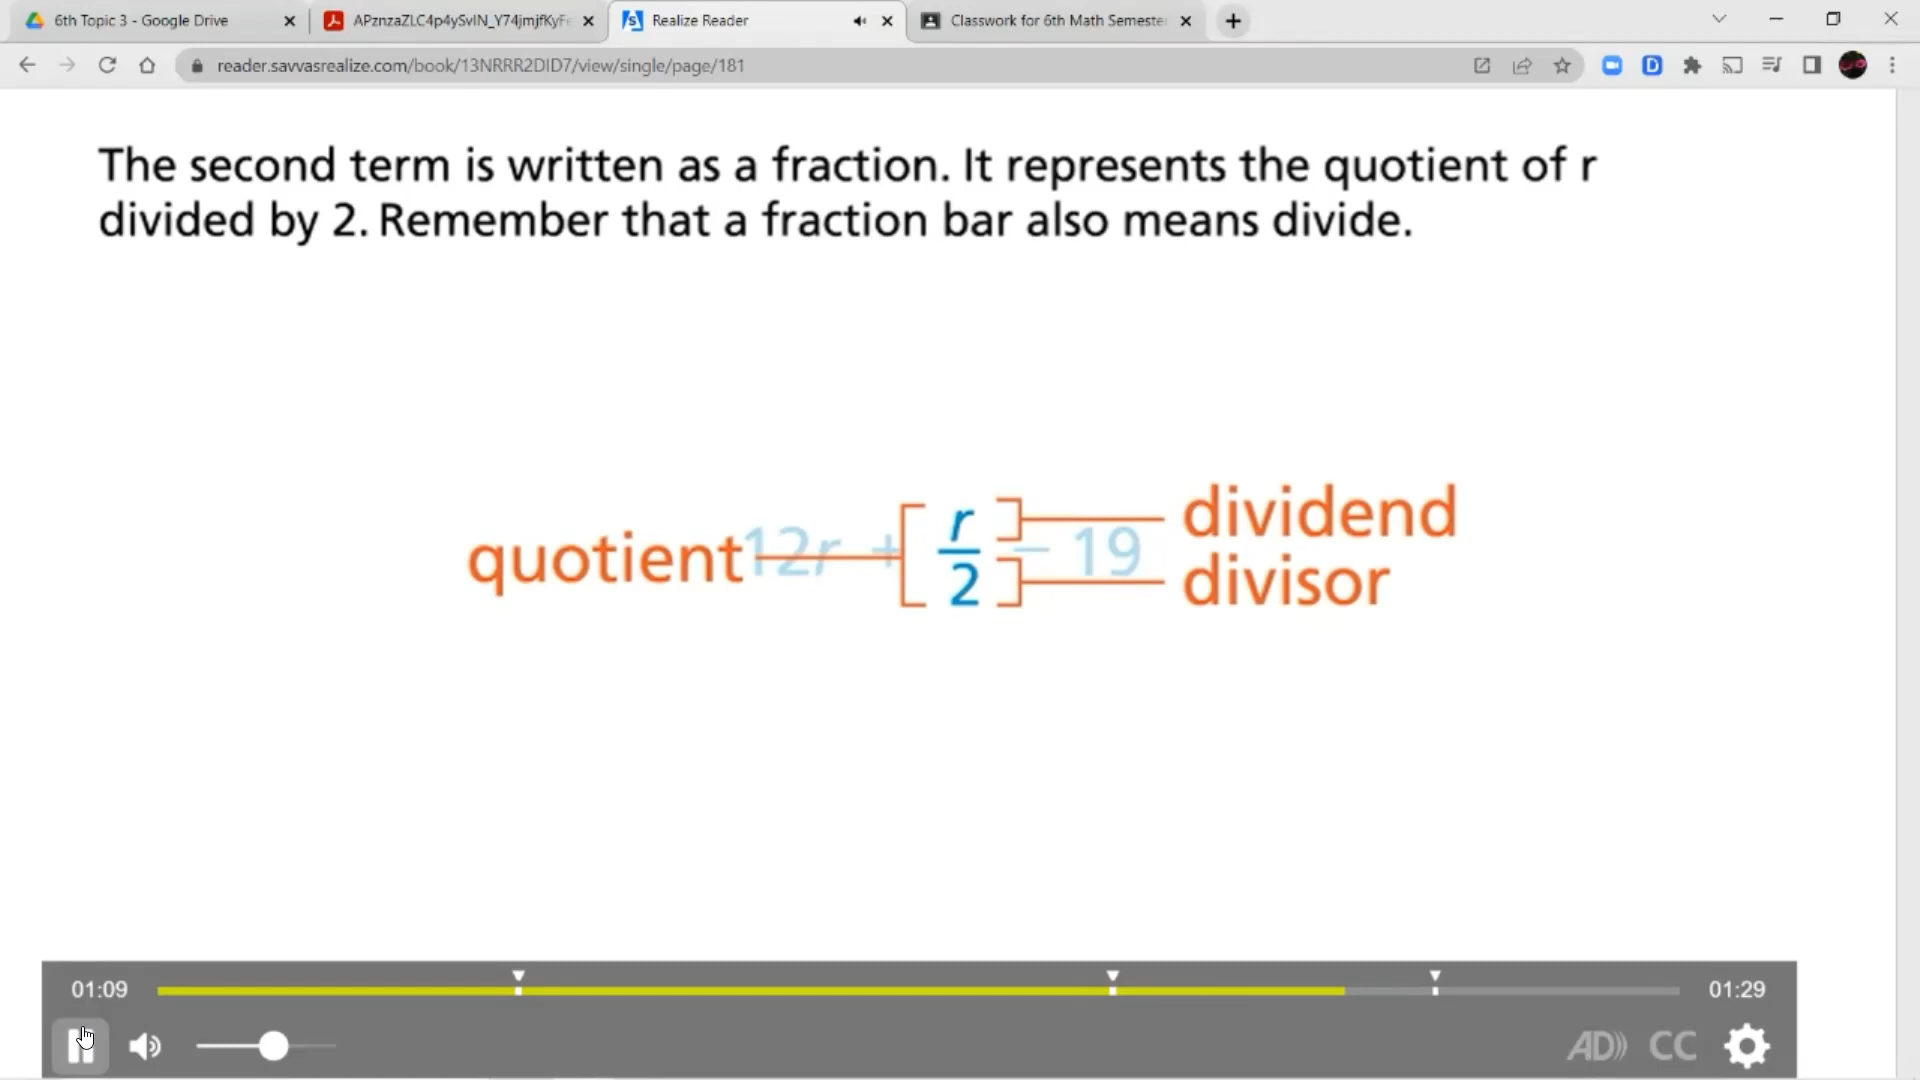 6th Topic 3 - Google Drive
APznzaZLC4p4ySvIN_Y74jmjfKyFe
Realize Reader
Classwork for 6th Math Semester
reader.savvasrealize.com/book/13NRRR2DID7/view/single/page/181
The second term is written as a fraction. It represents the quotient of r
divided by 2. Remember that a fraction bar also means divide.
quotient 12r + r/2 − 19 dividend
divisor
01:09
01:29
AD CC